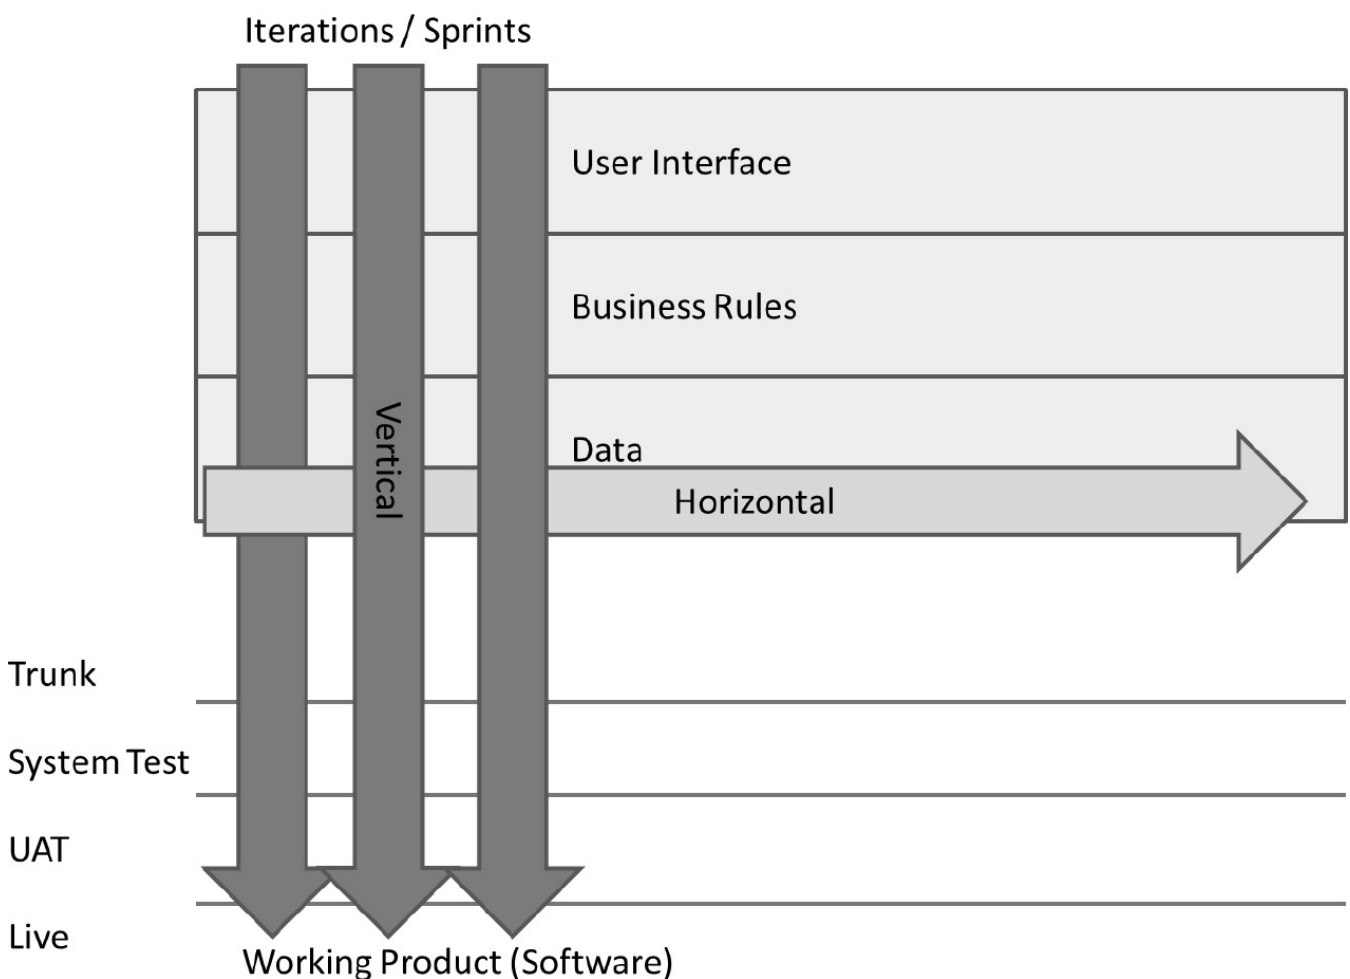 Iterations / Sprints
User Interface
Business Rules
Vertical
Data
Horizontal
Trunk
System Test
UAT
Live
Working Product (Software)